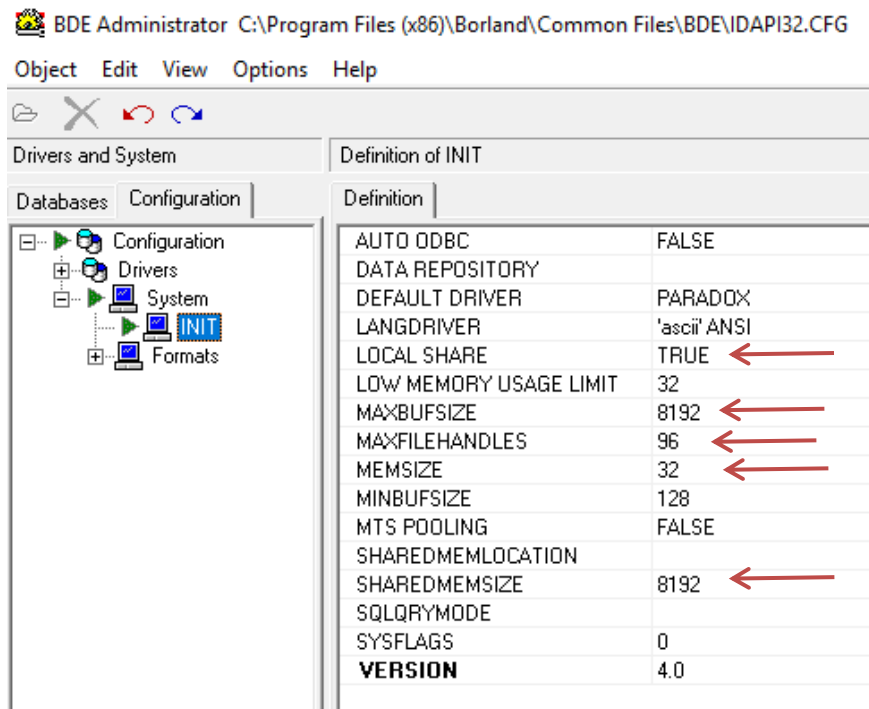 BDE Administrator C:\Program Files (x86)\Borland\Common Files\BDE\IDAPI32.CFG
Object Edit View Options Help
Drivers and System
Definition of INIT
Databases Configuration
Definition
Configuration
Drivers
System
INIT
Formats
AUTO ODBC FALSE
DATA REPOSITORY
DEFAULT DRIVER PARADOX
LANGDRIVER 'ascii' ANSI
LOCAL SHARE TRUE
LOW MEMORY USAGE LIMIT 32
MAXBUFSIZE 8192
MAXFILEHANDLES 96
MEMSIZE 32
MINBUFSIZE 128
MTS POOLING FALSE
SHAREDMEMLOCATION
SHAREDMEMSIZE 8192
SQLQRYMODE
SYSFLAGS 0
VERSION 4.0